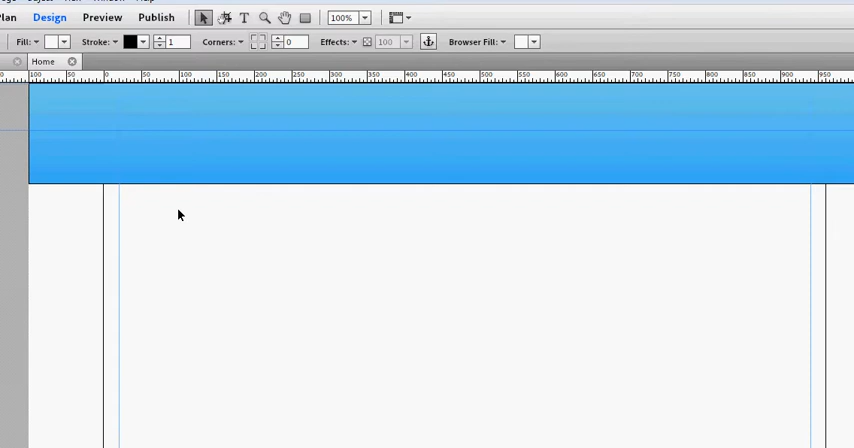 Plan Design Preview Publish 100%
Fill: Stroke: 1 Corners: 0 Effects: 100 Browser Fill:
Home
0 100 50 0 50 100 150 200 250 300 350 400 450 500 550 600 650 700 750 800 850 900 950